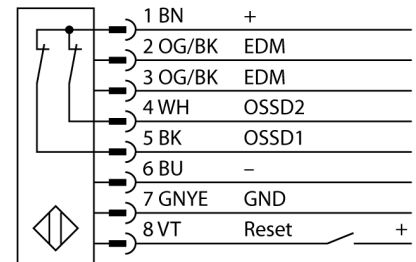 1 BN +
2 OG/BK EDM
3 OG/BK EDM
4 WH OSSD2
5 BK OSSD1
6 BU –
7 GNYE GND
8 VT Reset +